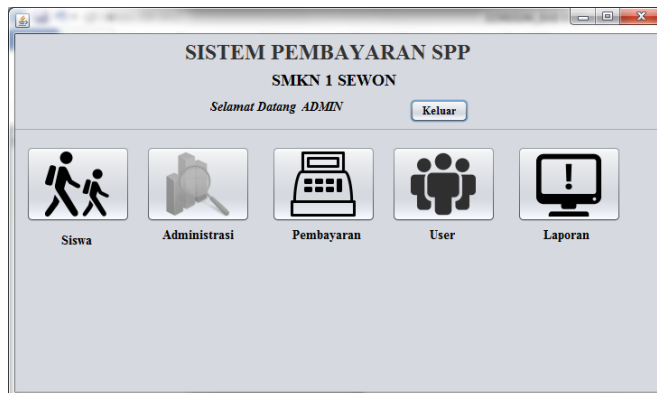 SISTEM PEMBAYARAN SPP
SMKN 1 SEWON
Selamat Datang ADMIN
Keluar
Siswa
Administrasi
Pembayaran
User
Laporan